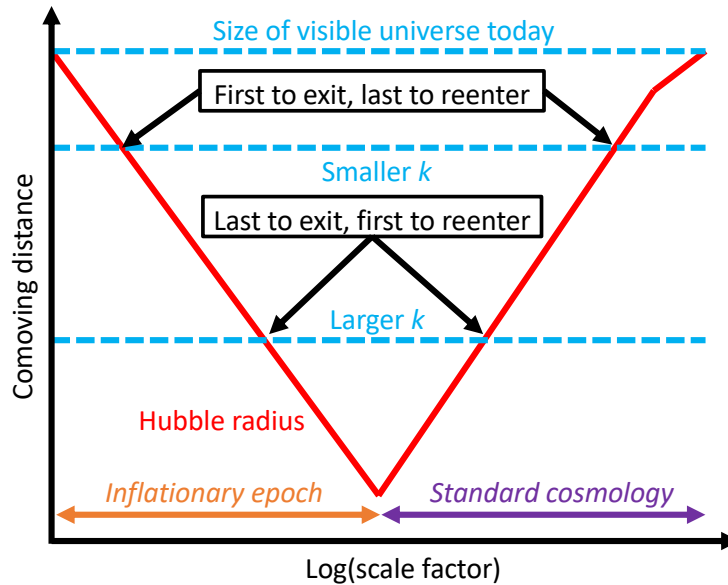 Size of visible universe today
First to exit, last to reenter
Smaller k
Last to exit, first to reenter
Larger k
Hubble radius
Inflationary epoch
Standard cosmology
Comoving distance
Log(scale factor)